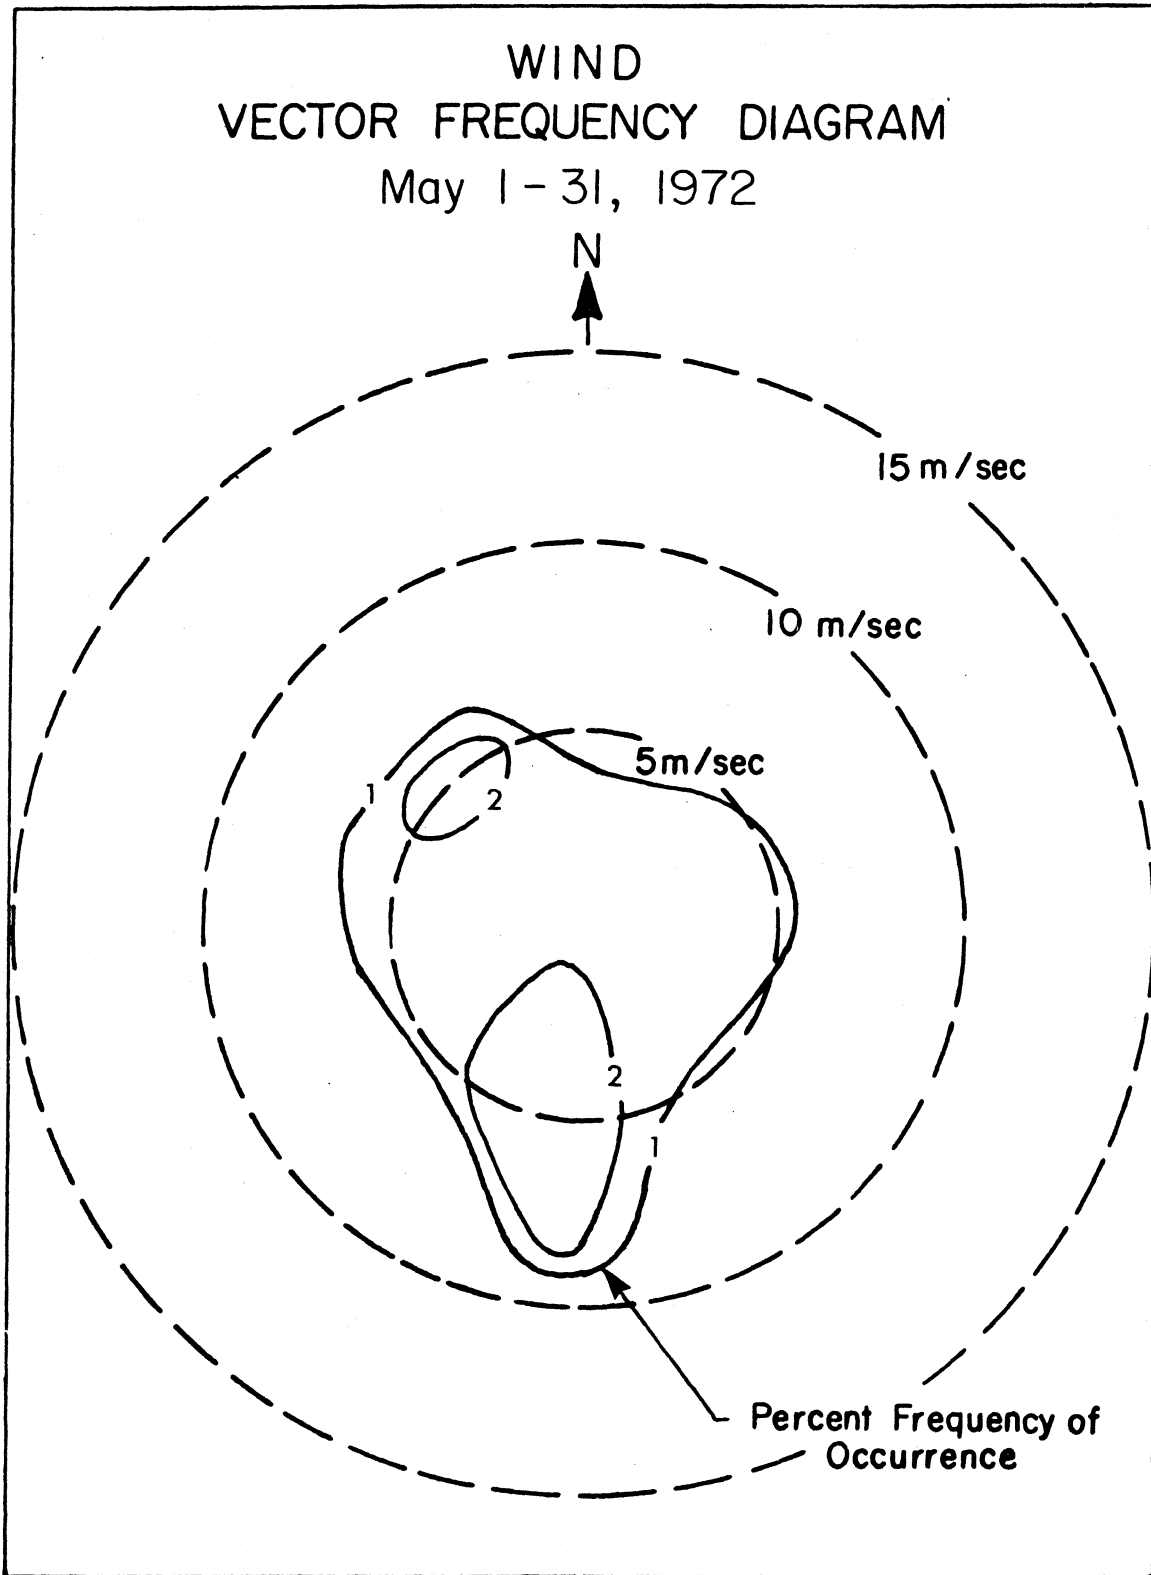 WIND
VECTOR FREQUENCY DIAGRAM
May 1-31, 1972
N
15 m/sec
10 m/sec
5 m/sec
1
2
2
1
Percent Frequency of
Occurrence